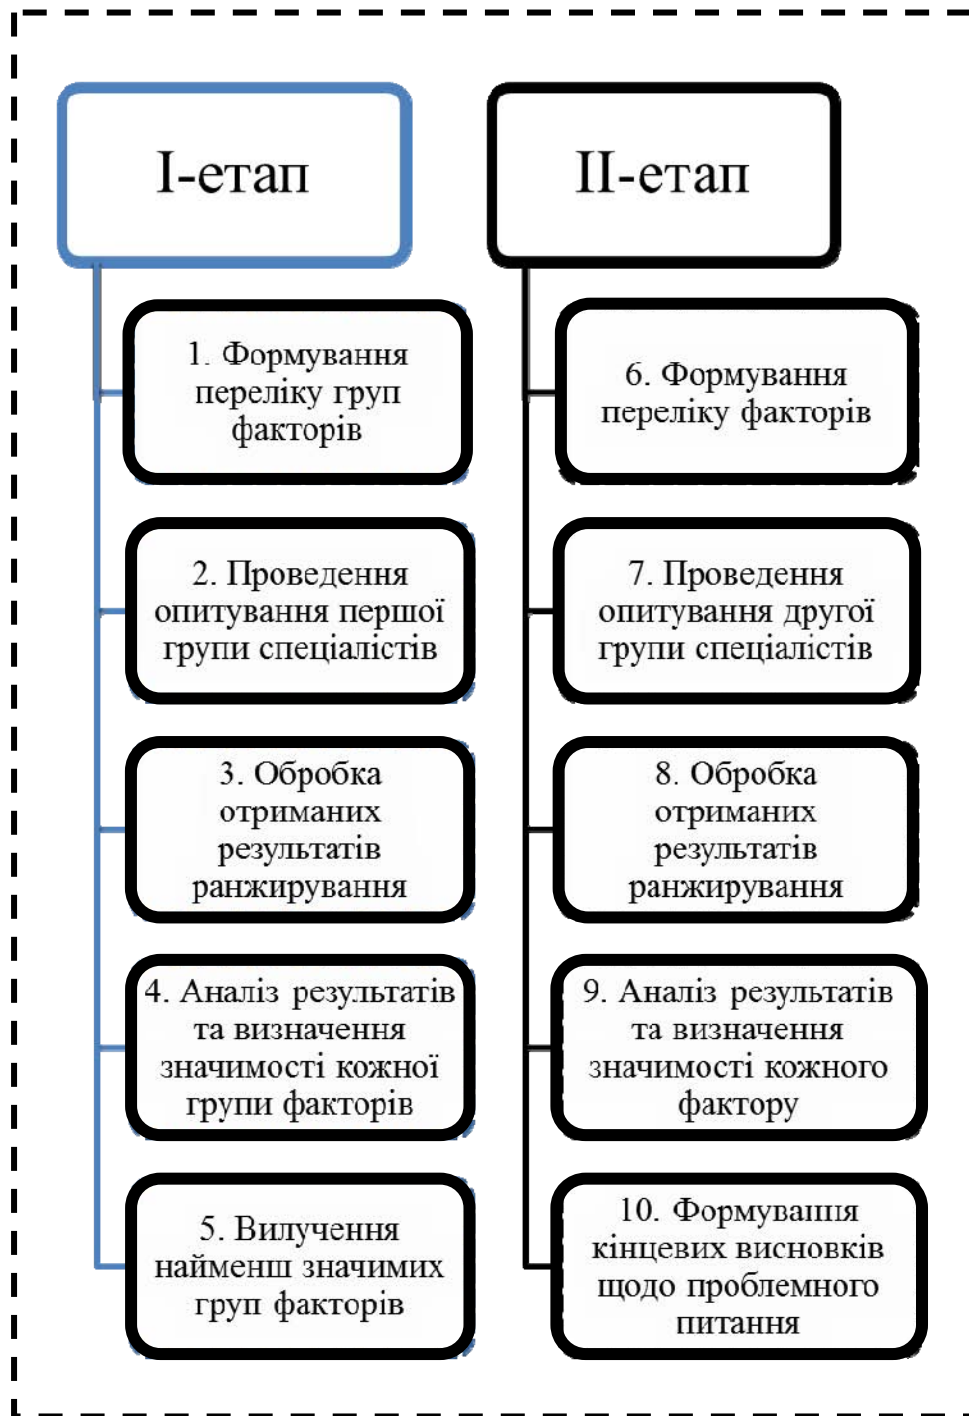 І-етап
1. Формування
переліку груп
факторів
2. Проведення
опитування першої
групи спеціалістів
3. Обробка
отриманих
результатів
ранжирування
4. Аналіз результатів
та визначення
значимості кожної
групи факторів
5. Вилучення
найменш значимих
груп факторів
ІІ-етап
6. Формування
переліку факторів
7. Проведення
опитування другої
групи спеціалістів
8. Обробка
отриманих
результатів
ранжирування
9. Аналіз результатів
та визначення
значимості кожного
фактору
10. Формування
кінцевих висновків
щодо проблемного
питання